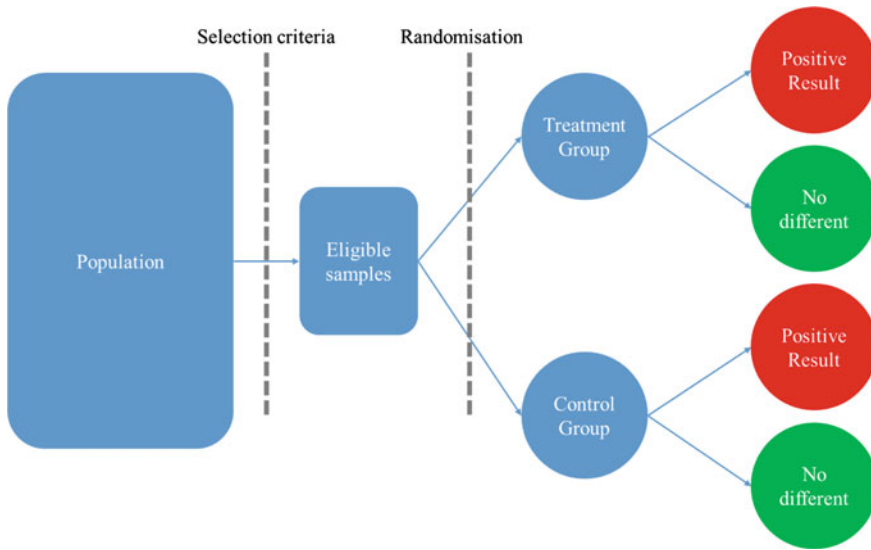 Selection criteria
Randomisation
Population
Eligible
samples
Treatment
Group
Control
Group
Positive
Result
No
different
Positive
Result
No
different